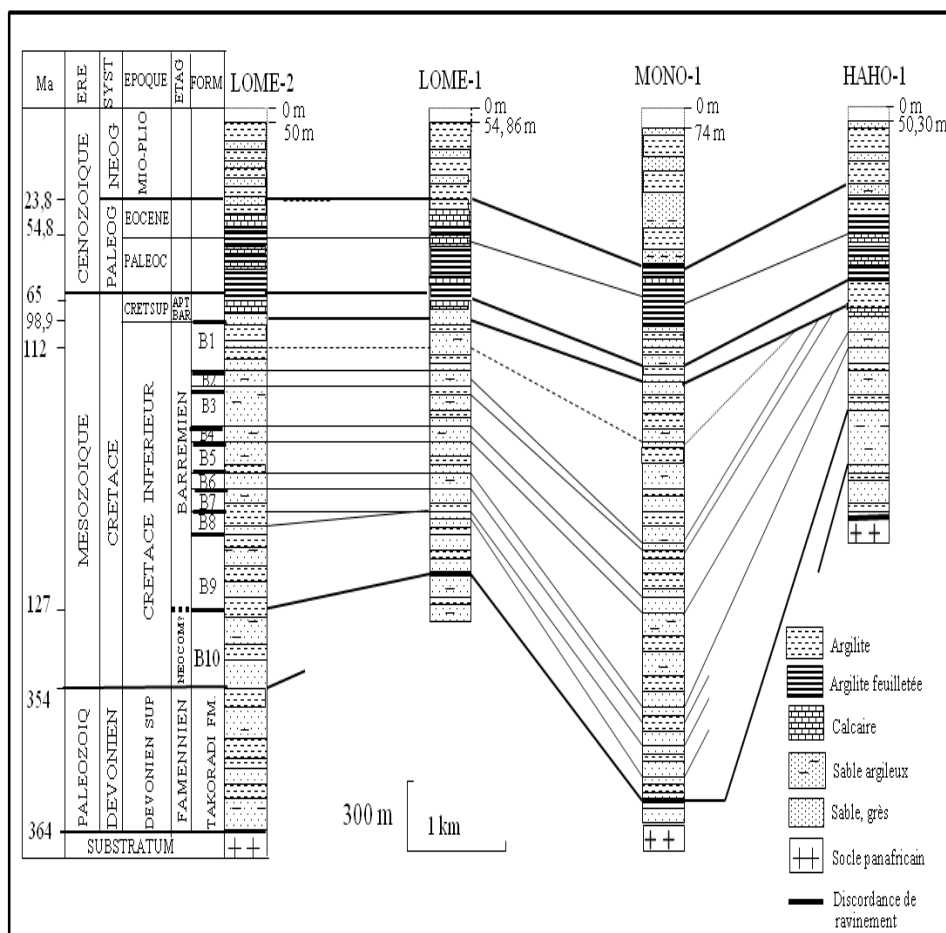 Ma
ERE
SYST
EPOQUE
ETAG
FORM
LOME-2
LOME-1
MONO-1
HAHO-1
0 m
50 m
0 m
54,86 m
0 m
74 m
0 m
50,30 m
CENOZOIQUE
NEOG
MIO-PLIO
23,8
PALEOG
EOCENE
54,8
PALEOC
65
MESOZOIQUE
CRETACE
CRETSUP
APT
BAR
98,9
112
CRETACE INFERIEUR
BARREMIEN
B1
B2
B3
B4
B5
B6
B7
B8
B9
127
NEOCOM?
B10
354
PALEOZOIQ
DEVONIEN
DEVONIEN SUP
FAMENNIEN
TAKORADI FM
364
SUBSTRATUM
300 m
1 km
Argilite
Argilite feuilletée
Calcaire
Sable argileux
Sable, grès
Socle panafricain
Discordance de
ravinement